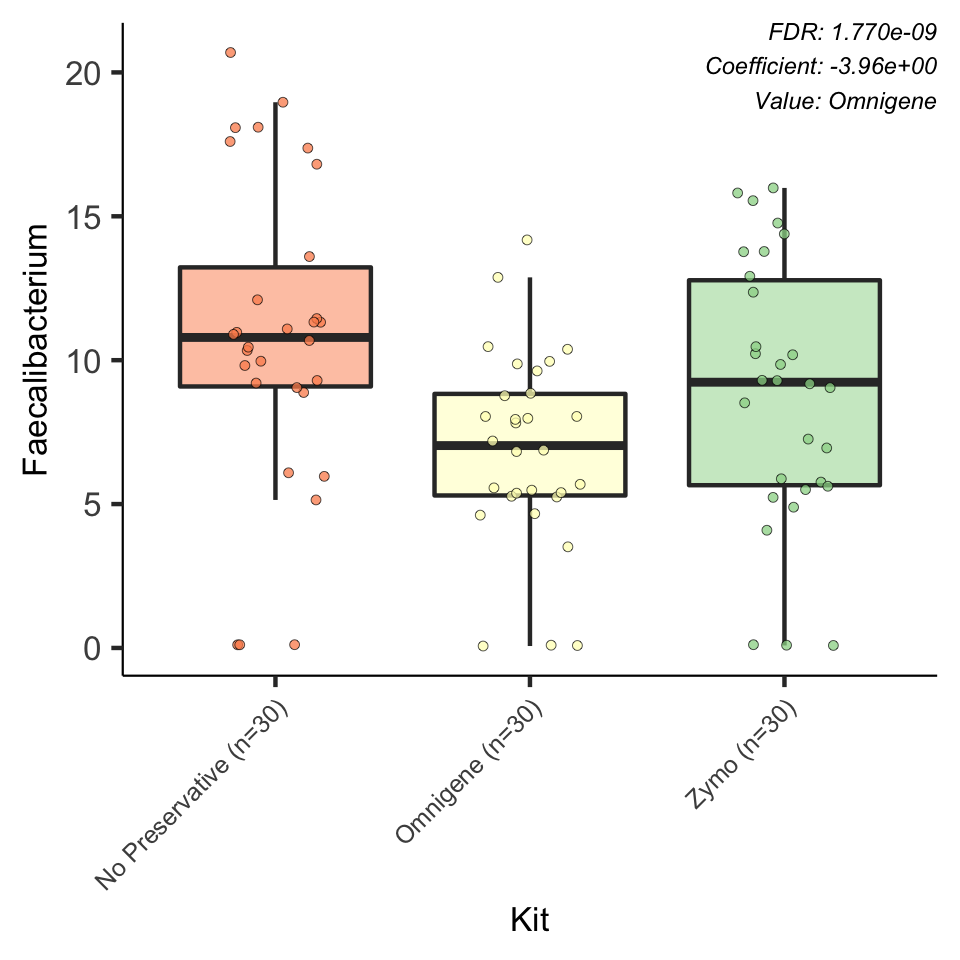 FDR: 1.770e-09
Coefficient: -3.96e+00
Value: Omnigene
20
15
10
5
0
Faecalibacterium
No Preservative (n=30)
Omnigene (n=30)
Zymo (n=30)
Kit